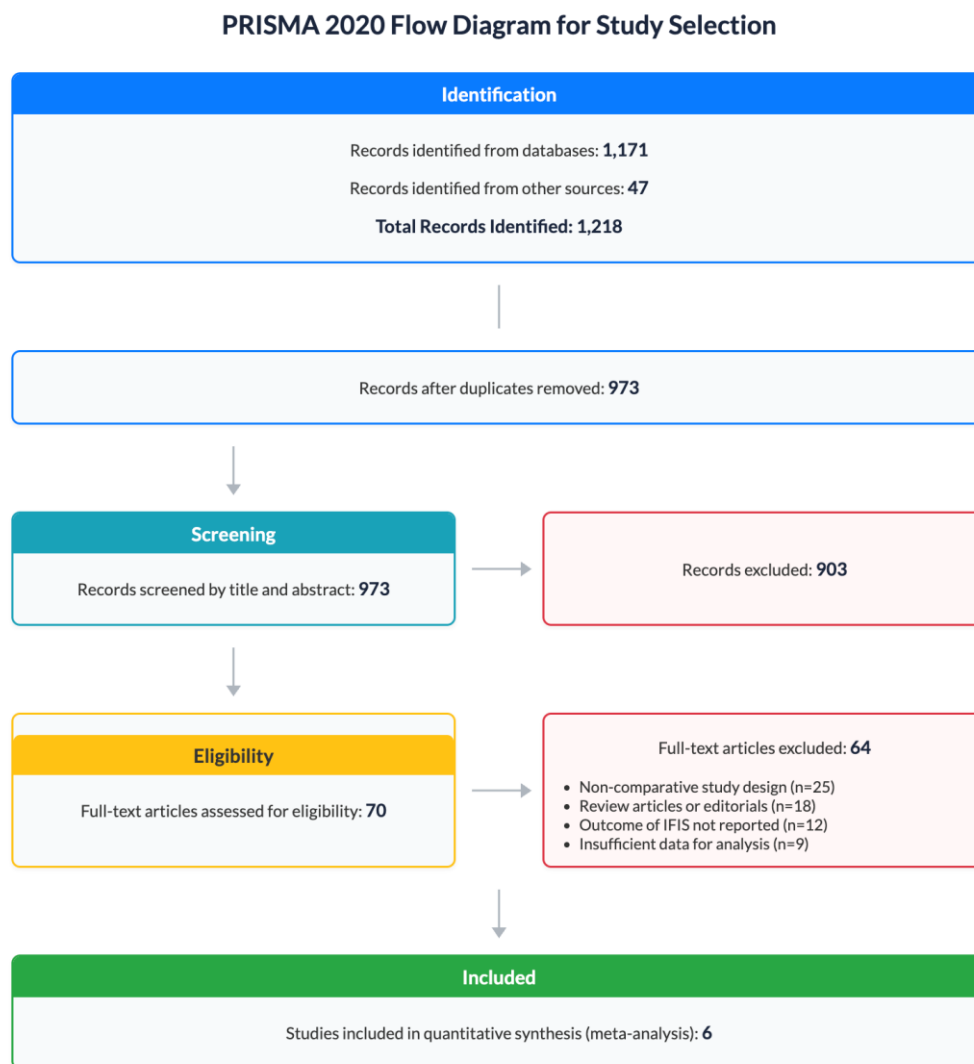 PRISMA 2020 Flow Diagram for Study Selection
Identification
Records identified from databases: 1,171
Records identified from other sources: 47
Total Records Identified: 1,218
Records after duplicates removed: 973
Screening
Records screened by title and abstract: 973
Records excluded: 903
Eligibility
Full-text articles assessed for eligibility: 70
Full-text articles excluded: 64
• Non-comparative study design (n=25)
• Review articles or editorials (n=18)
• Outcome of IFIS not reported (n=12)
• Insufficient data for analysis (n=9)
Included
Studies included in quantitative synthesis (meta-analysis): 6